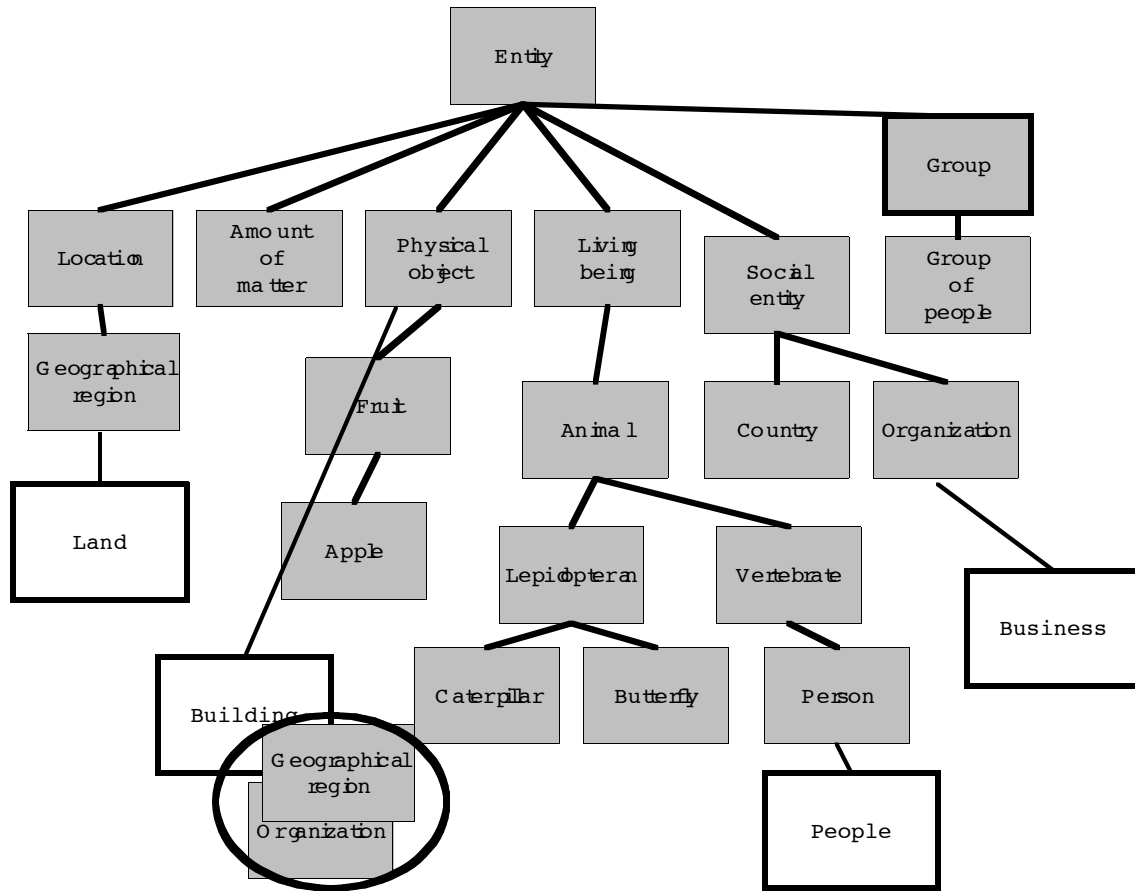 Entity
Group
Location
Amount
of
matter
Physical
object
Living
being
Social
entity
Group
of
people
Geographical
region
Fruit
Animal
Country
Organization
Land
Apple
Lepidopteran
Vertebrate
Business
Building
Caterpillar
Butterfly
Person
Geographical
region
Organization
People